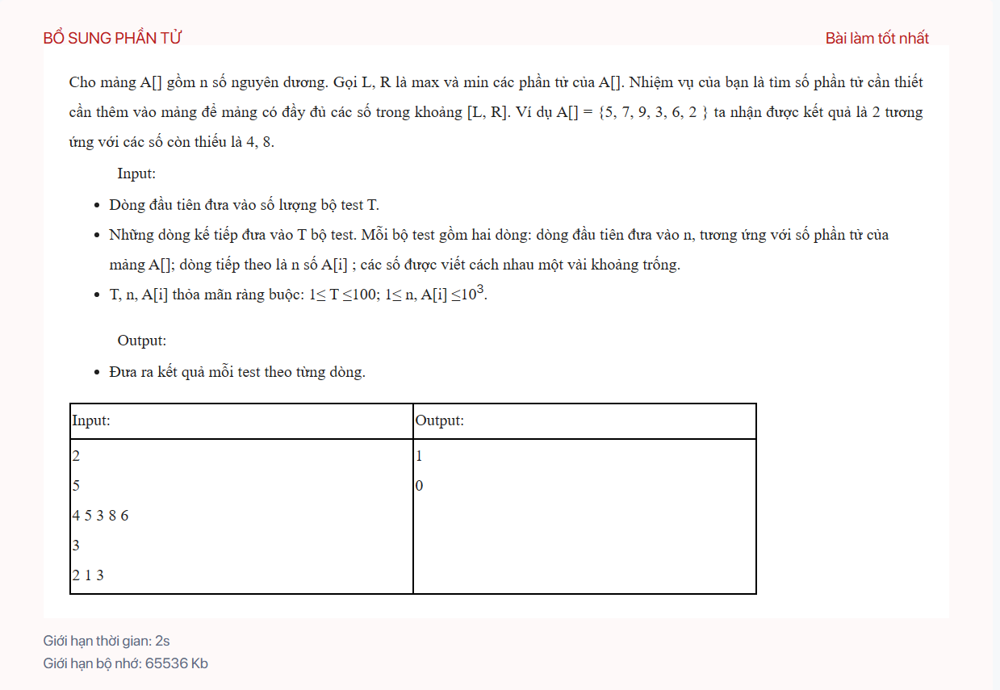 BỔ SUNG PHẦN TỬ
Bài làm tốt nhất
Cho mảng A[] gồm n số nguyên dương. Gọi L, R là max và min các phần tử của A[]. Nhiệm vụ của bạn là tìm số phần tử cần thiết
cần thêm vào mảng để mảng có đầy đủ các số trong khoảng [L, R]. Ví dụ A[] = {5, 7, 9, 3, 6, 2 } ta nhận được kết quả là 2 tương
ứng với các số còn thiếu là 4, 8.
Input:
• Dòng đầu tiên đưa vào số lượng bộ test T.
• Những dòng kế tiếp đưa vào T bộ test. Mỗi bộ test gồm hai dòng: dòng đầu tiên đưa vào n, tương ứng với số phần tử của
mảng A[]; dòng tiếp theo là n số A[i] ; các số được viết cách nhau một vài khoảng trống.
• T, n, A[i] thỏa mãn ràng buộc: 1≤ T ≤100; 1≤ n, A[i] ≤10³.
Output:
• Đưa ra kết quả mỗi test theo từng dòng.
Input: Output:
2 1
5 0
4 5 3 8 6
3
2 1 3
Giới hạn thời gian: 2s
Giới hạn bộ nhớ: 65536 Kb